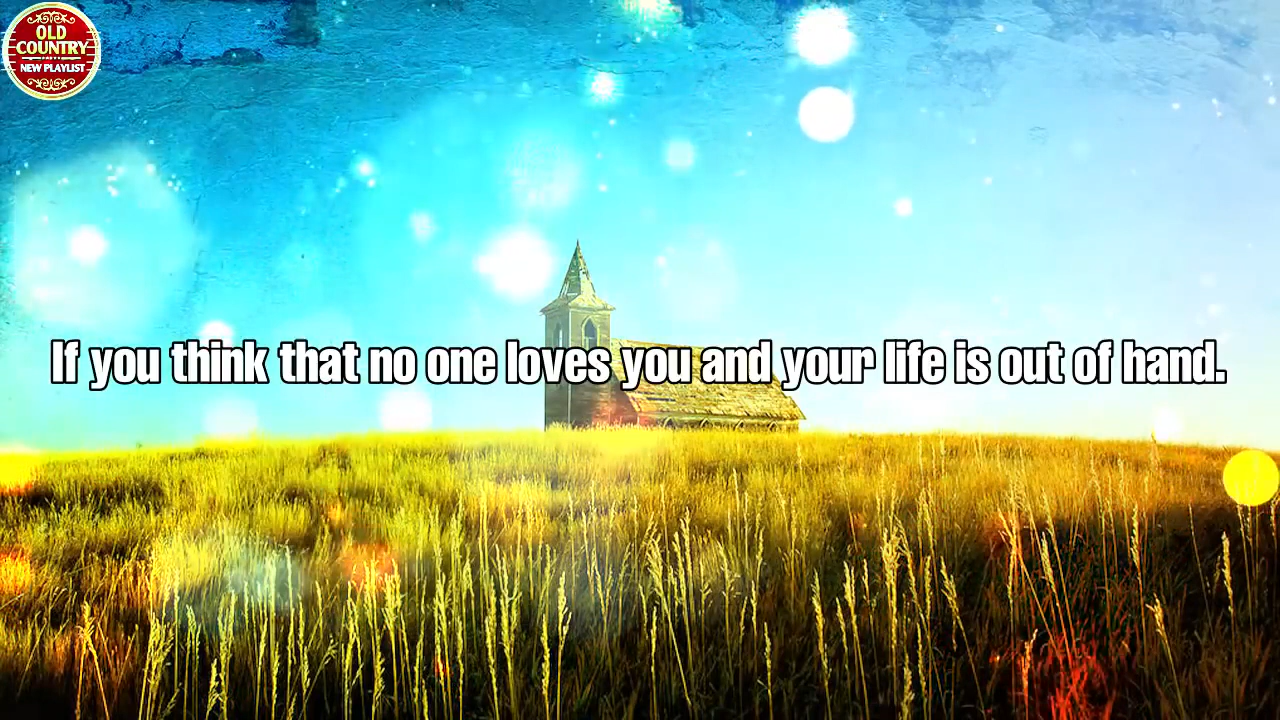 OLD
COUNTRY
NEW PLAYLIST
If you think that no one loves you and your life is out of hand.